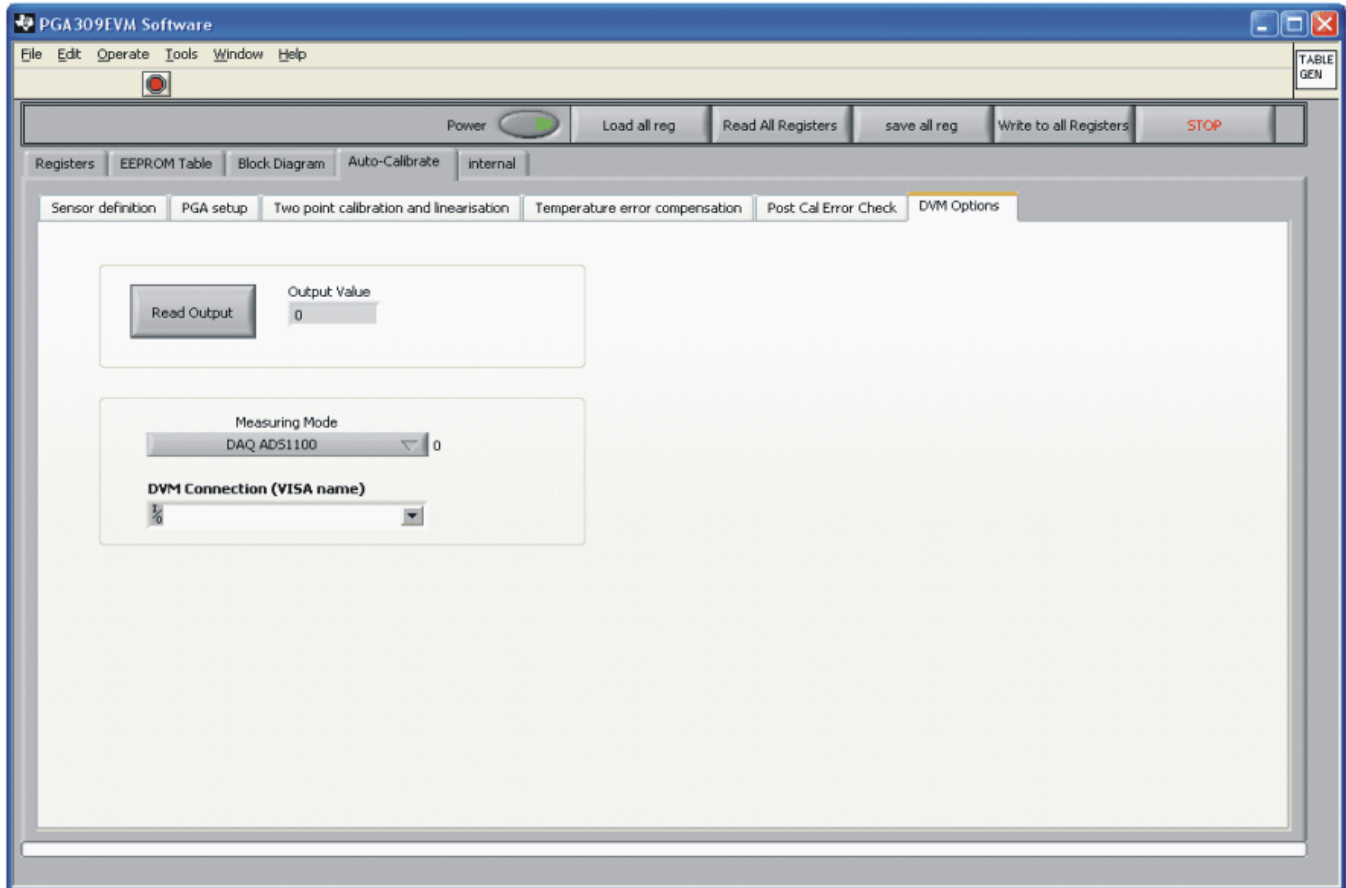 PGA309EVM Software
File Edit Operate Tools Window Help
TABLE
GEN
Power Load all reg Read All Registers save all reg Write to all Registers STOP
Registers EEPROM Table Block Diagram Auto-Calibrate internal
Sensor definition PGA setup Two point calibration and linearisation Temperature error compensation Post Cal Error Check DVM Options
Output Value
Read Output 0
Measuring Mode
DAQ ADS1100 0
DVM Connection (VISA name)
I/O